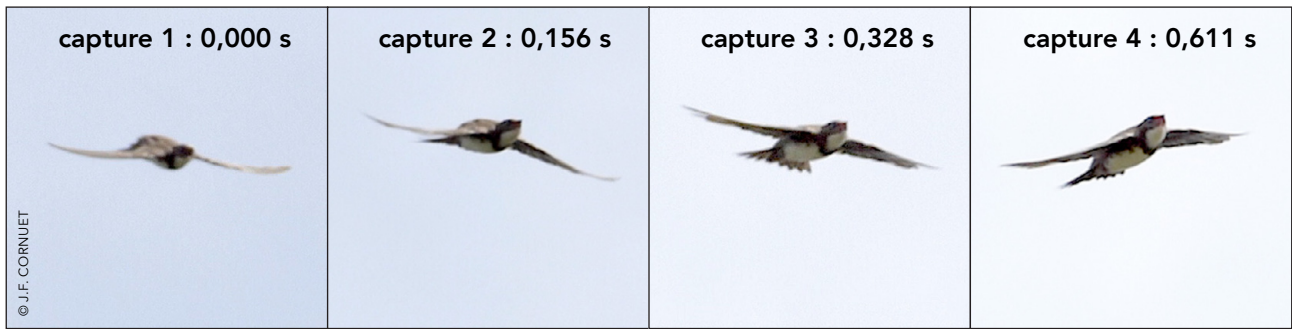 capture 1 : 0,000 s
capture 2 : 0,156 s
capture 3 : 0,328 s
capture 4 : 0,611 s
© J.F. CORNUET